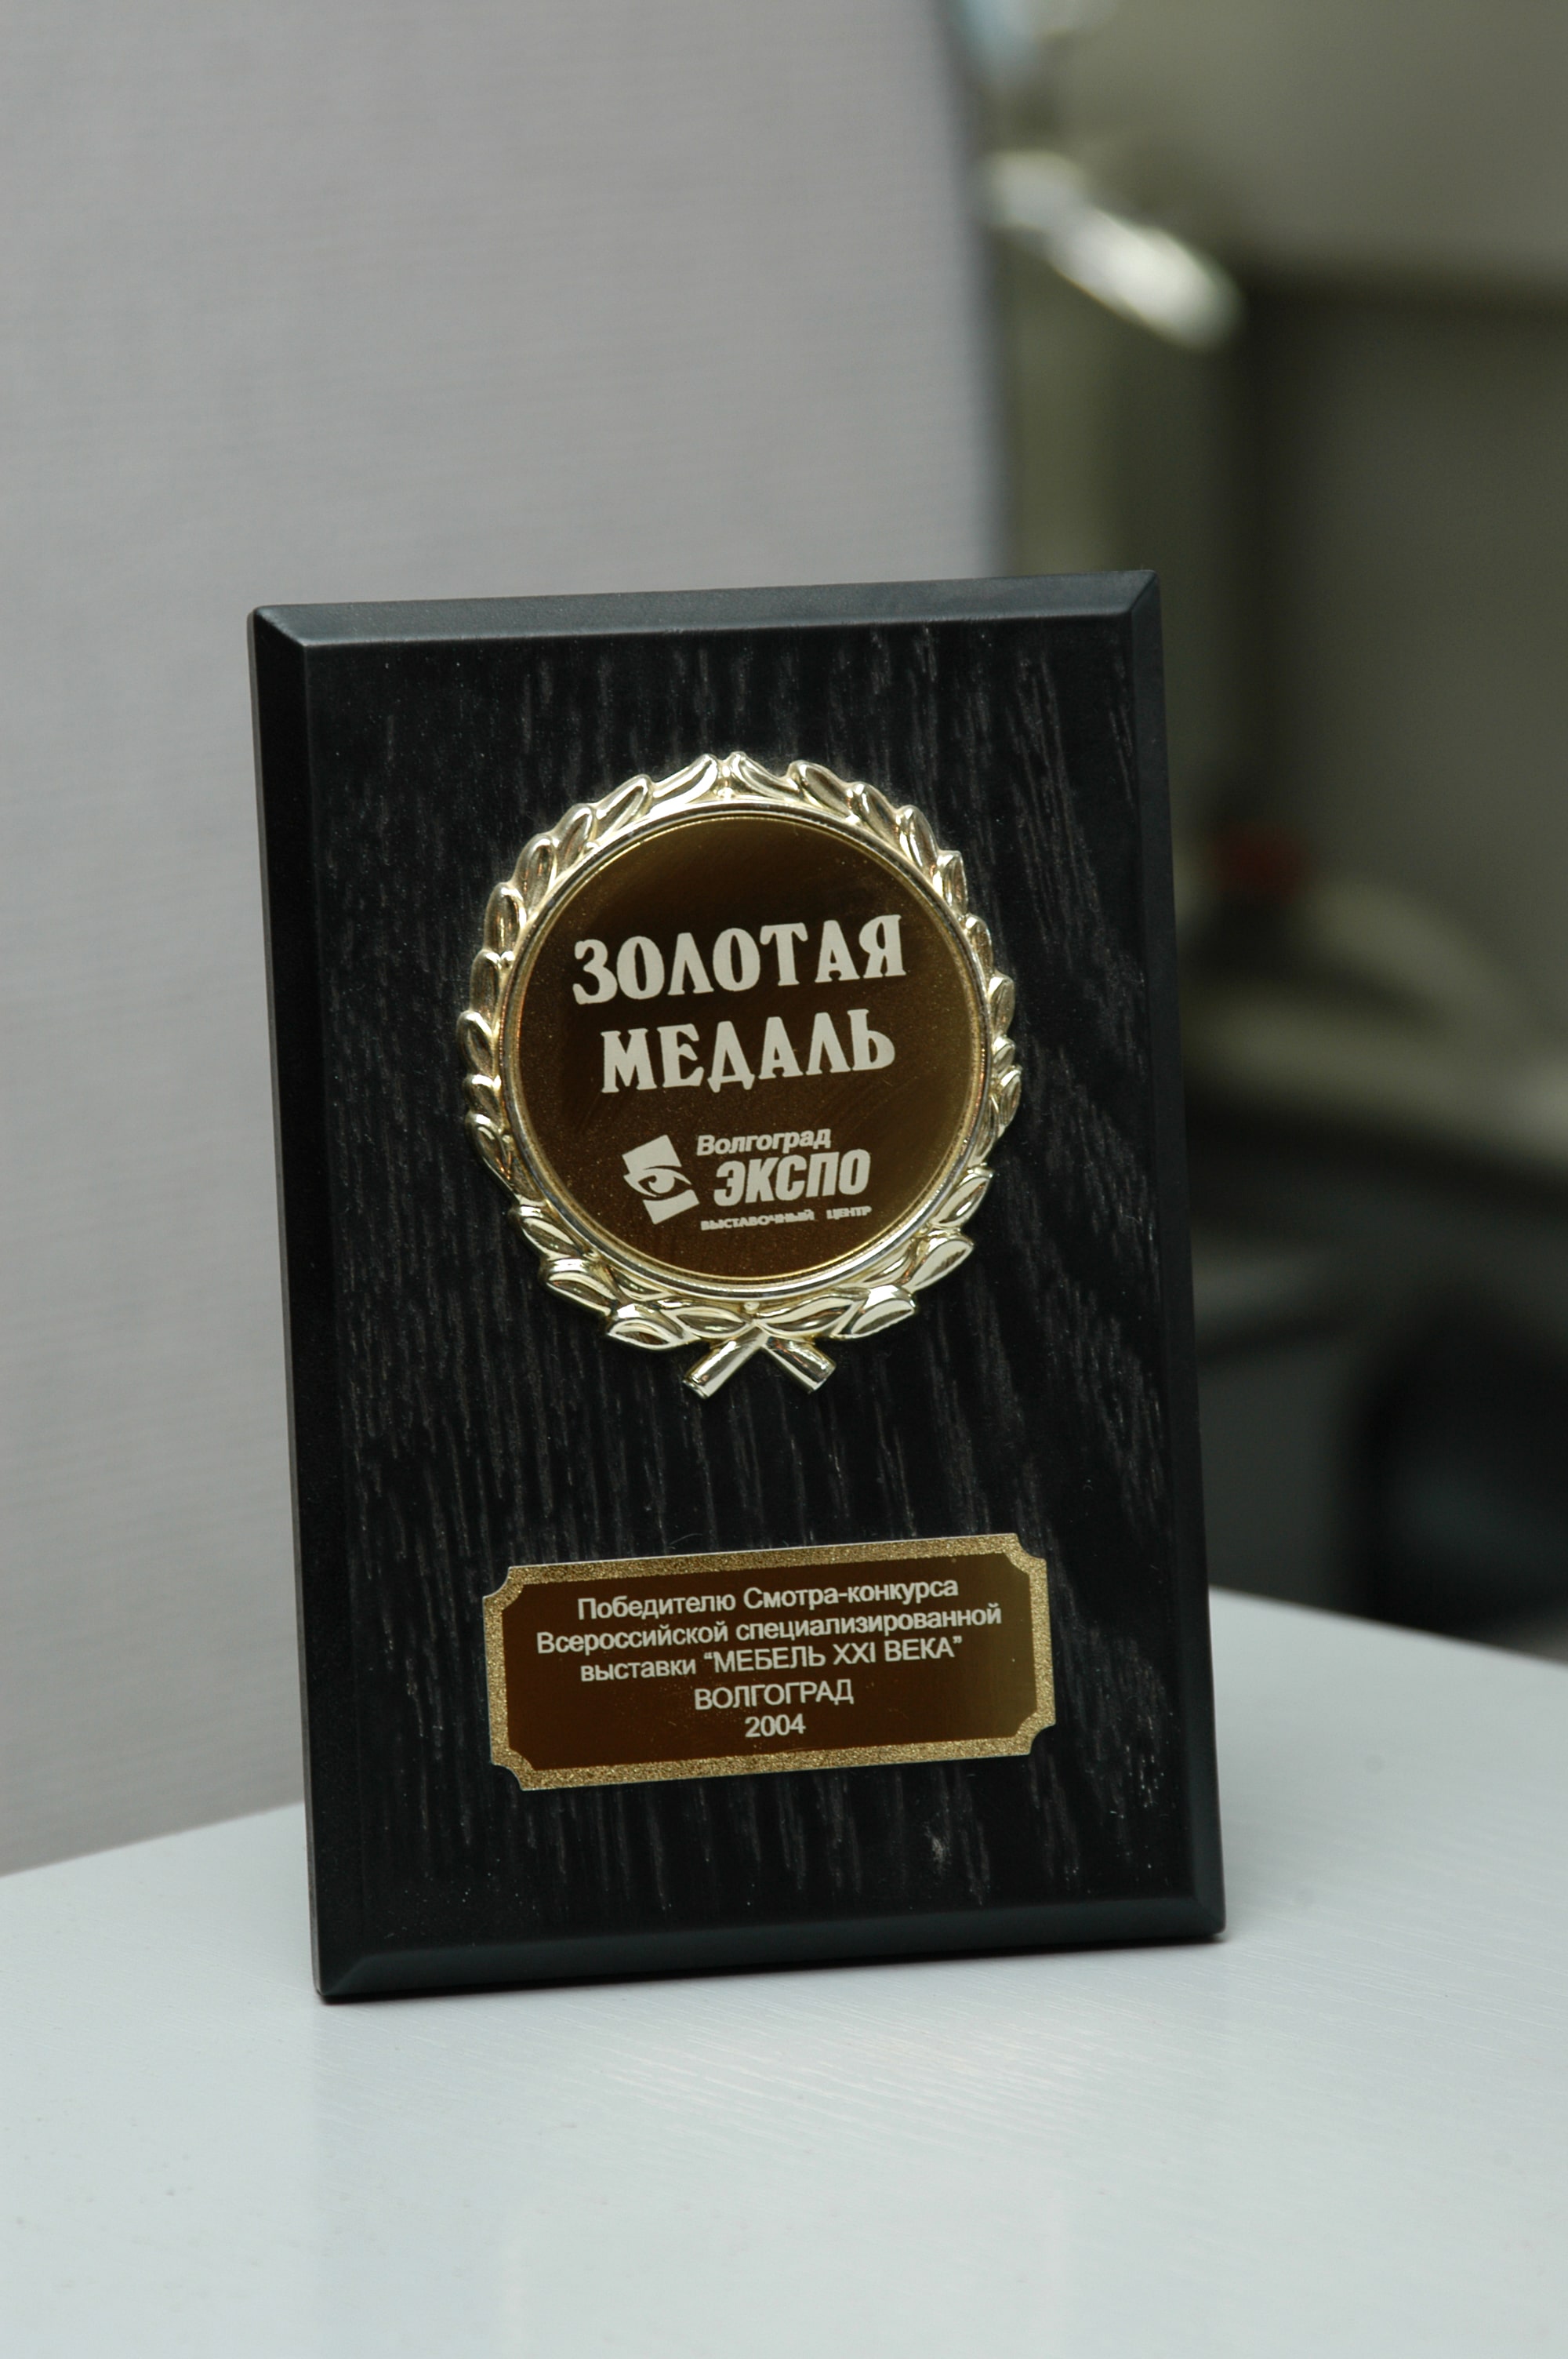 ЗОЛОТАЯ
МЕДАЛЬ
Волгоград
ЭКСПО
ВЫСТАВОЧНЫЙ ЦЕНТР
Победителю Смотра-конкурса
Всероссийской специализированной
выставки “МЕБЕЛЬ XXI ВЕКА”
ВОЛГОГРАД
2004